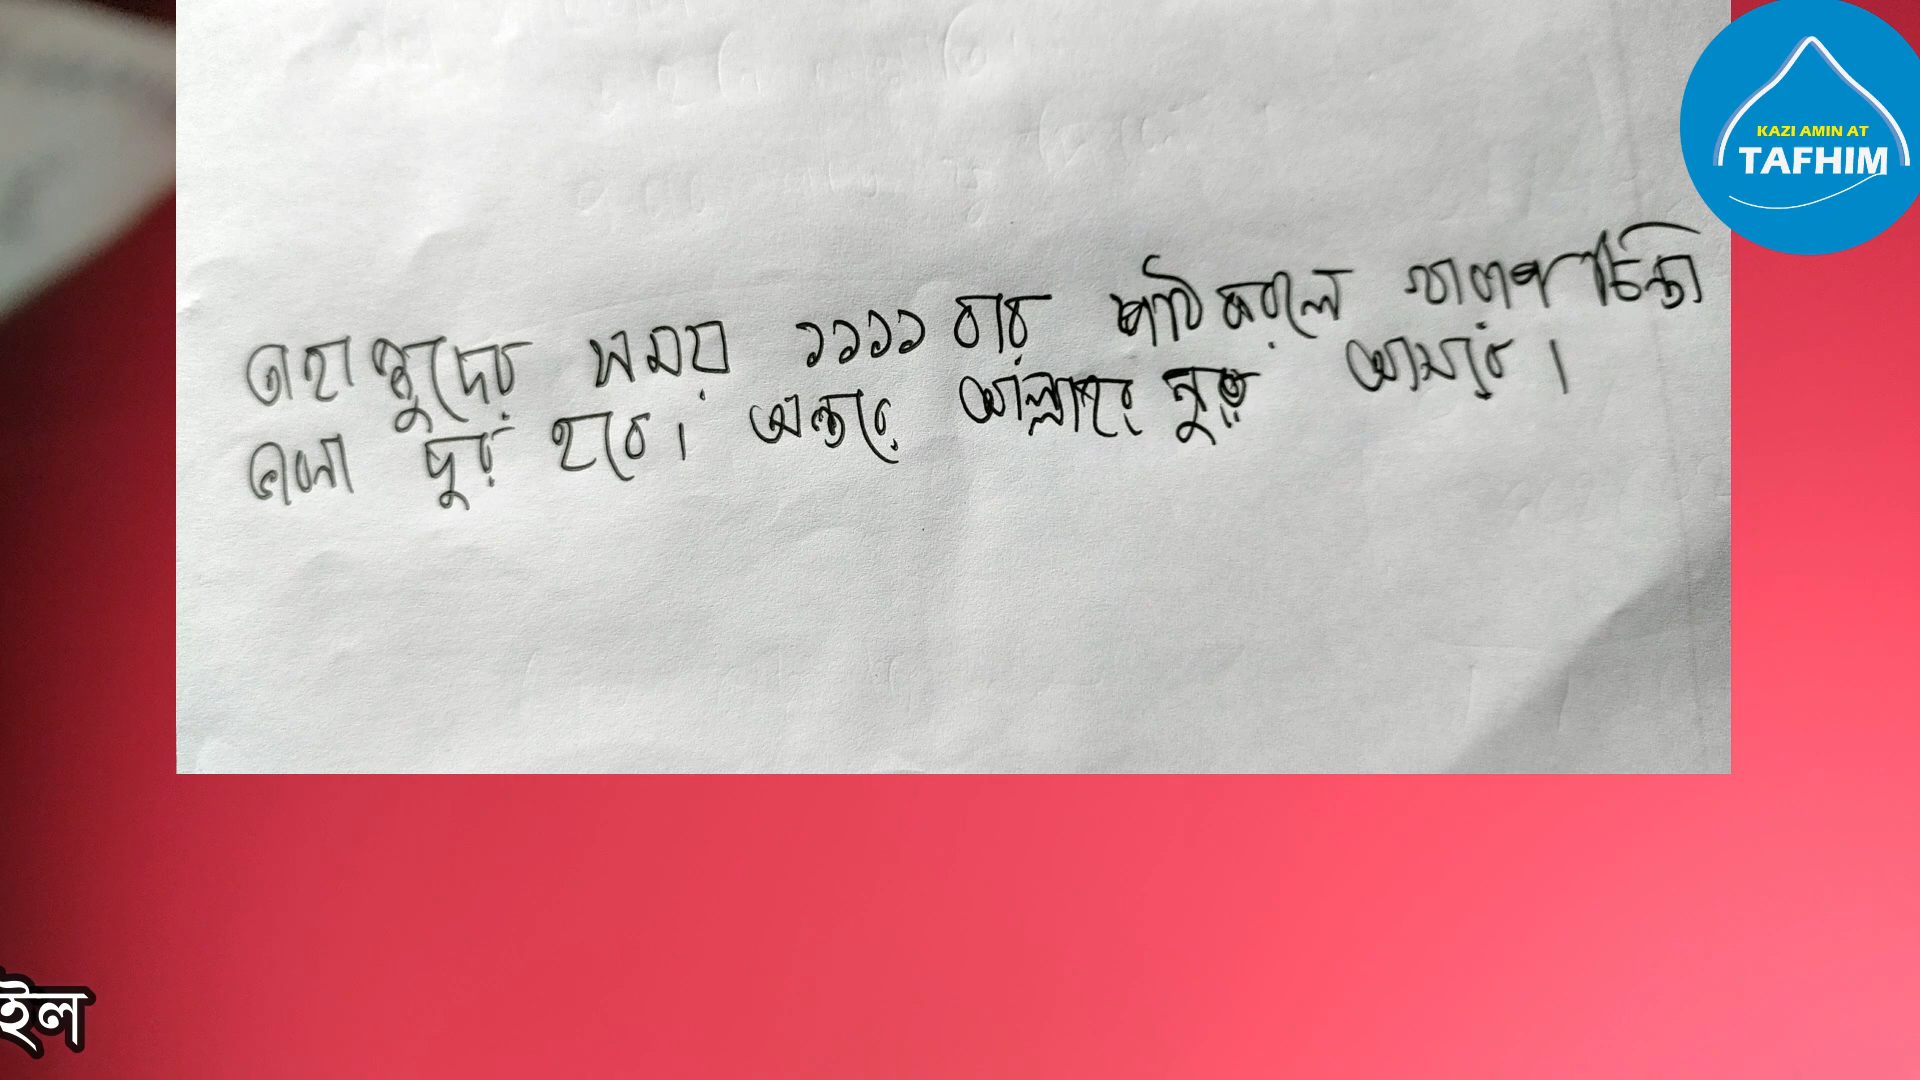 KAZI AMIN AT
TAFHIM
তাহাজ্জুদের সময় ১১১১ বার পাঠ করলে খারাপ চিন্তা
দূর হবে। অন্তরে আল্লাহর নুর আসবে।
ইল